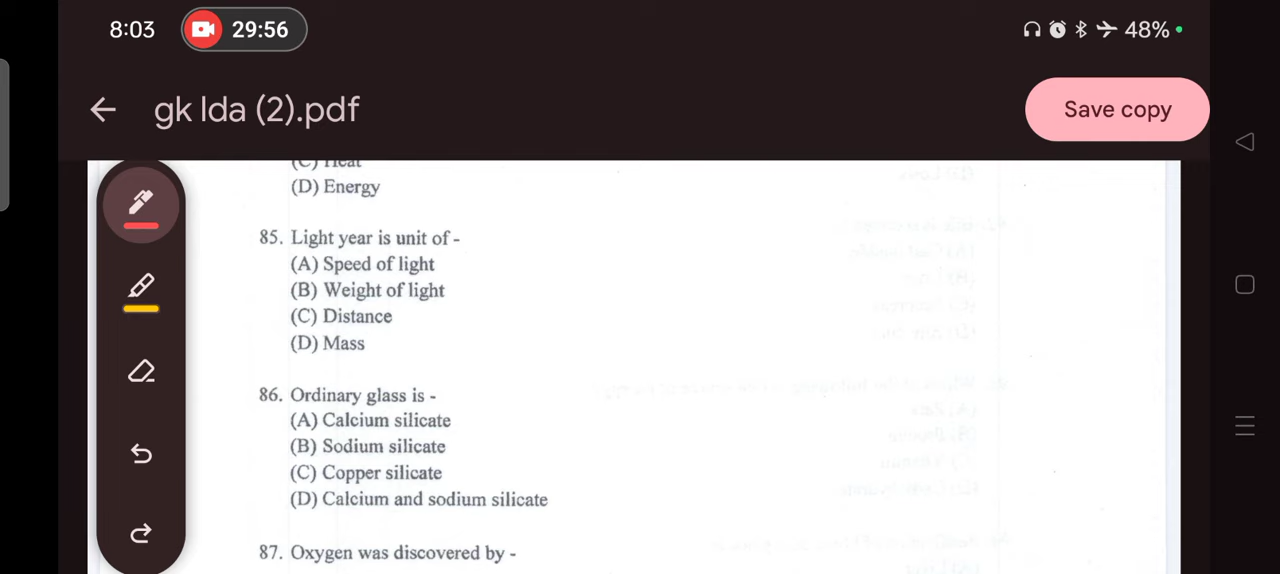 8:03
29:56
48%
gk lda (2).pdf
Save copy
(C) Heat
(D) Energy
85. Light year is unit of -
(A) Speed of light
(B) Weight of light
(C) Distance
(D) Mass
86. Ordinary glass is -
(A) Calcium silicate
(B) Sodium silicate
(C) Copper silicate
(D) Calcium and sodium silicate
87. Oxygen was discovered by -